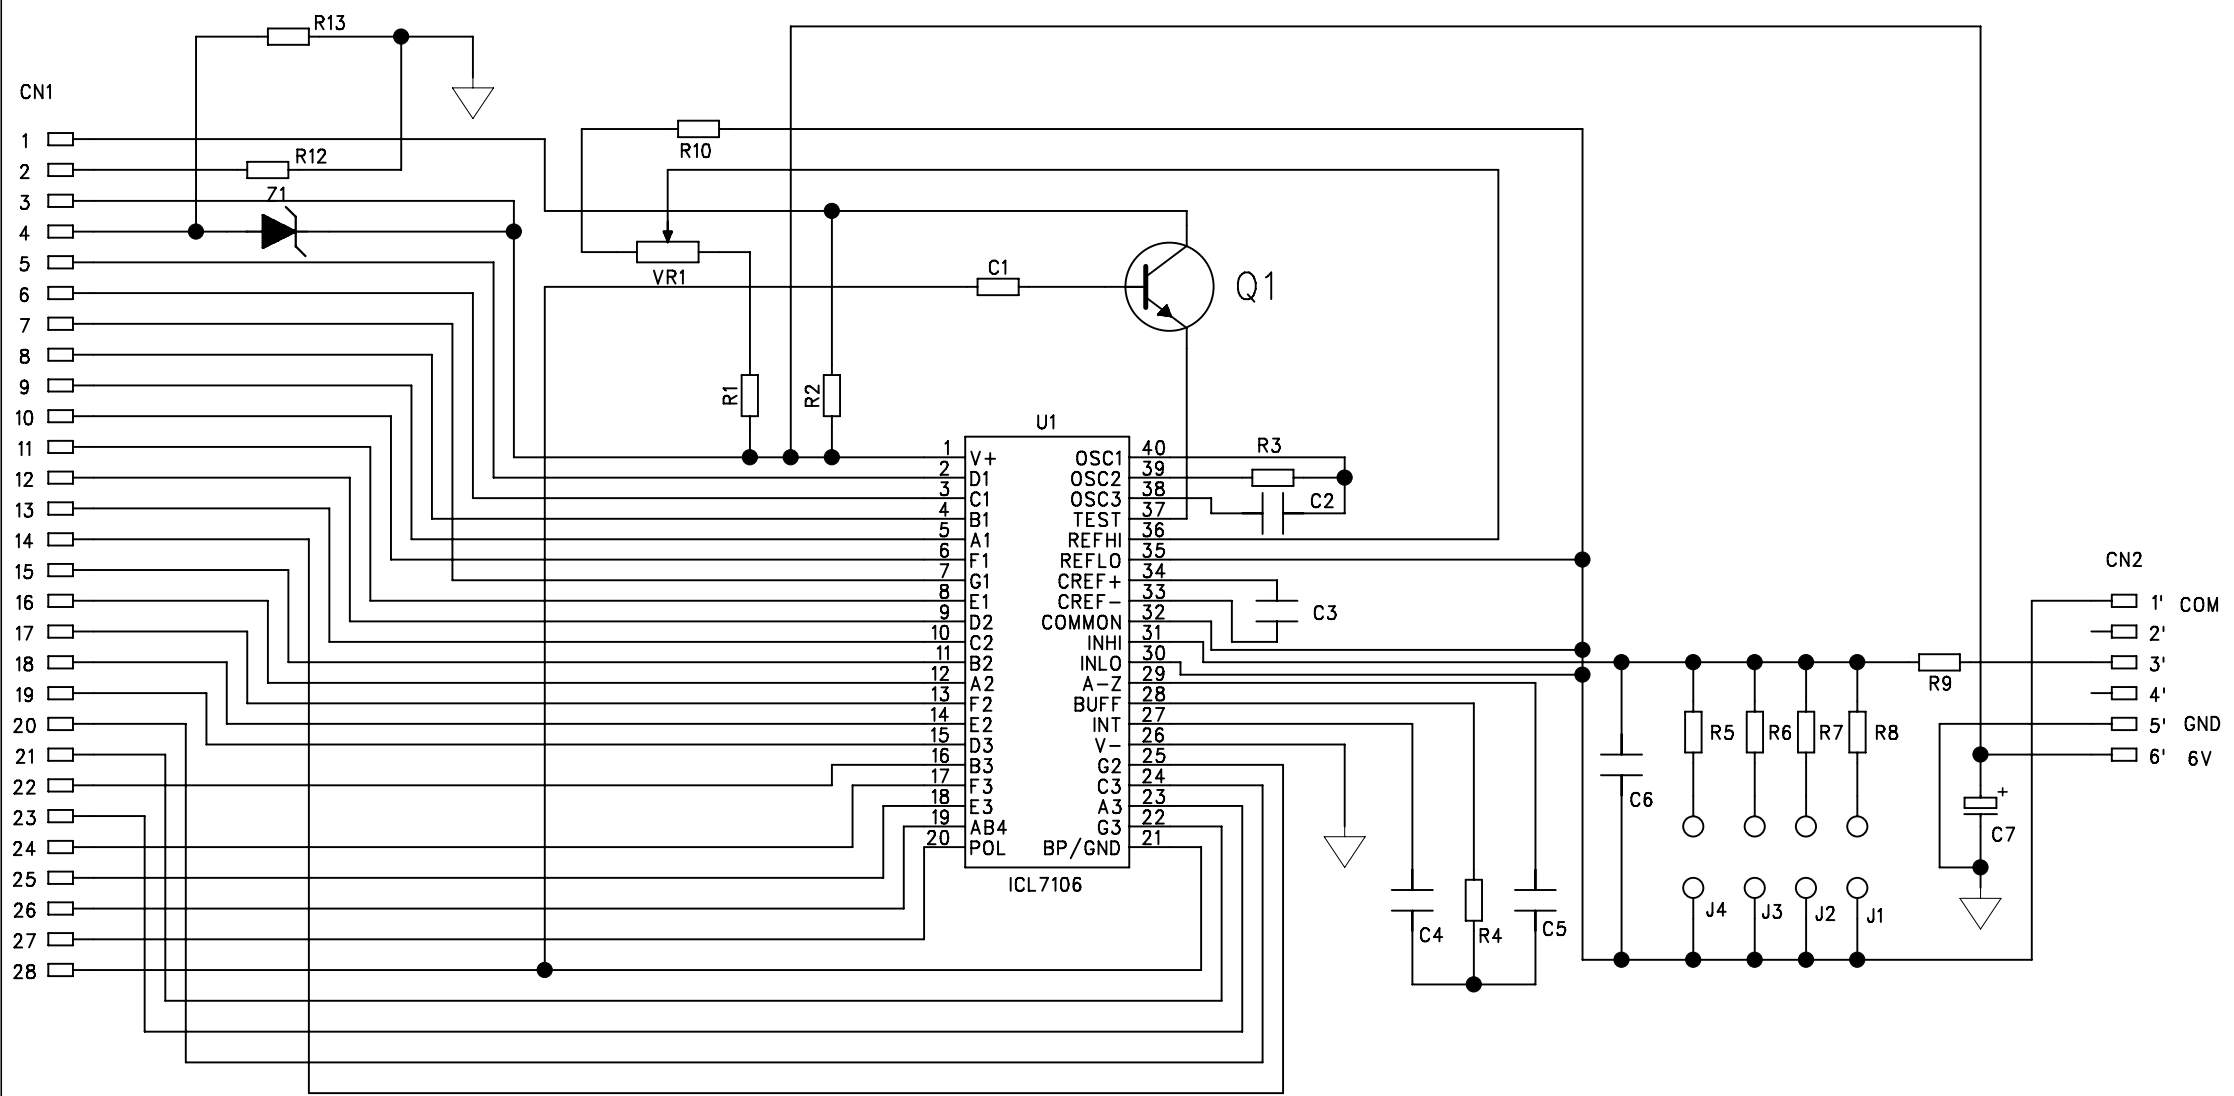 R13
CN1
1
2
3
4
5
6
7
8
9
10
11
12
13
14
15
16
17
18
19
20
21
22
23
24
25
26
27
28
R12
Z1
R10
VR1
C1
Q1
R1
R2
U1
1 V+
2 D1
3 C1
4 B1
5 A1
6 F1
7 G1
8 E1
9 D2
10 C2
11 B2
12 A2
13 F2
14 E2
15 D3
16 B3
17 F3
18 E3
19 AB4
20 POL
OSC1 40
OSC2 39
OSC3 38
TEST 37
REFHI 36
REFLO 35
CREF+ 34
CREF- 33
COMMON 32
INHI 31
INLO 30
A-Z 29
BUFF 28
INT 27
V- 26
G2 25
C3 24
A3 23
G3 22
BP/GND 21
ICL7106
R3
C2
C3
C4
R4
C5
C6
R5
R6
R7
R8
J4
J3
J2
J1
R9
+
C7
CN2
1' COM
2'
3'
4'
5' GND
6' 6V